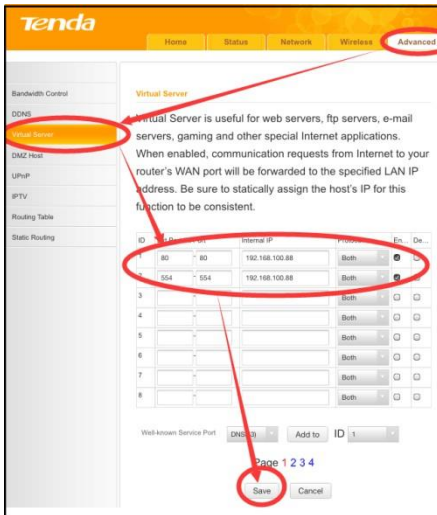 Tenda
Home Status Network Wireless Advanced
Bandwidth Control
DDNS
Virtual Server
DMZ Host
UPnP
IPTV
Routing Table
Static Routing
Virtual Server
Virtual Server is useful for web servers, ftp servers, e-mail
servers, gaming and other special Internet applications.
When enabled, communication requests from Internet to your
router's WAN port will be forwarded to the specified LAN IP
address. Be sure to statically assign the host's IP for this
function to be consistent.
ID Internal IP En... De...
1 80 - 80 192.168.100.88 Both
2 554 - 554 192.168.100.88 Both
3 - Both
4 - Both
5 - Both
6 - Both
7 - Both
8 - Both
Well-known Service Port Add to ID 1
Page 1 2 3 4
Save Cancel